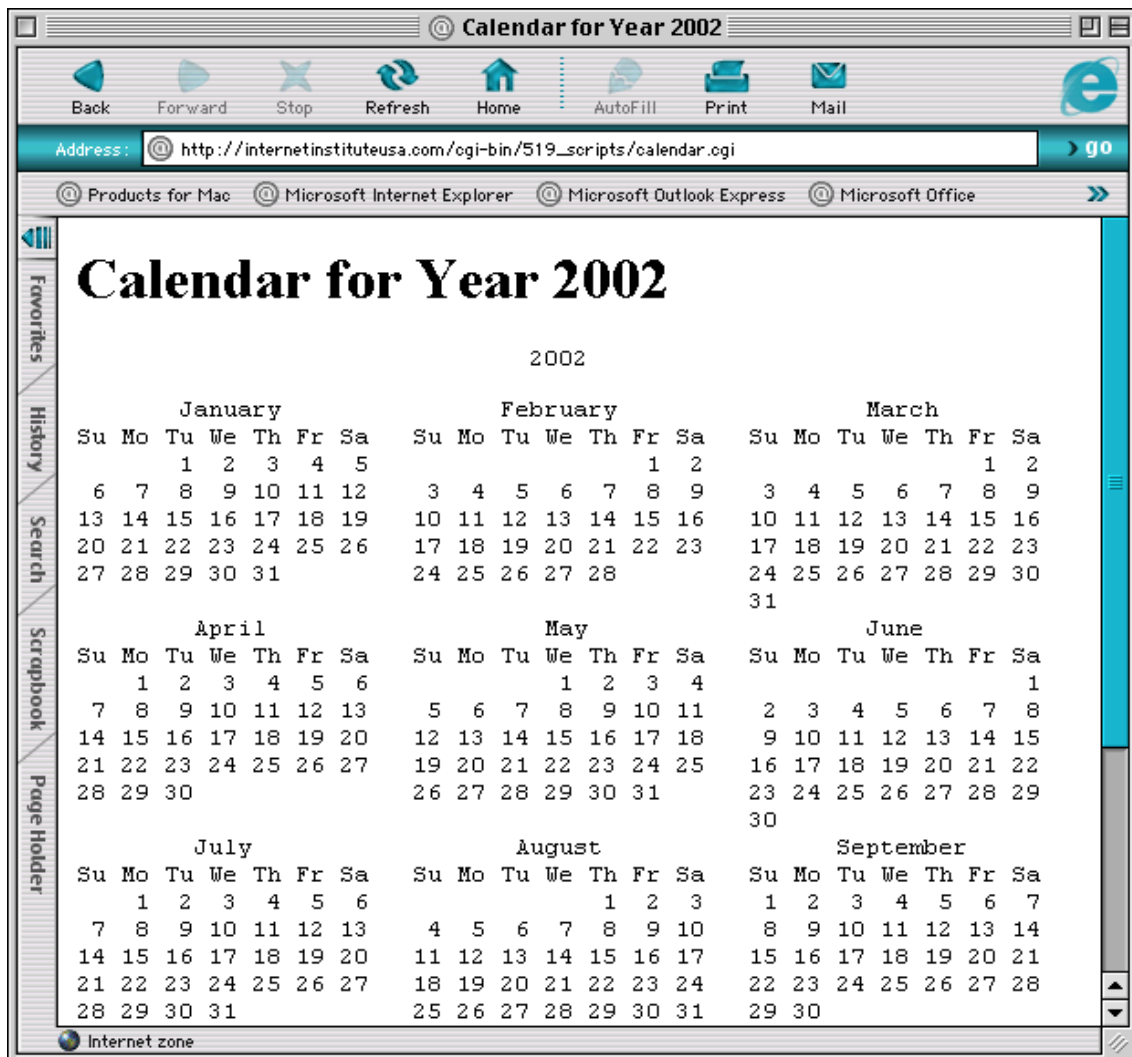 Calendar for Year 2002
Back Forward Stop Refresh Home AutoFill Print Mail
Address: http://internetinstituteusa.com/cgi-bin/519_scripts/calendar.cgi go
Products for Mac Microsoft Internet Explorer Microsoft Outlook Express Microsoft Office
Favorites
History
Search
Scrapbook
Page Holder
Calendar for Year 2002
2002
January February March
Su Mo Tu We Th Fr Sa Su Mo Tu We Th Fr Sa Su Mo Tu We Th Fr Sa
1 2 3 4 5 1 2 1 2
6 7 8 9 10 11 12 3 4 5 6 7 8 9 3 4 5 6 7 8 9
13 14 15 16 17 18 19 10 11 12 13 14 15 16 10 11 12 13 14 15 16
20 21 22 23 24 25 26 17 18 19 20 21 22 23 17 18 19 20 21 22 23
27 28 29 30 31 24 25 26 27 28 24 25 26 27 28 29 30
31
April May June
Su Mo Tu We Th Fr Sa Su Mo Tu We Th Fr Sa Su Mo Tu We Th Fr Sa
1 2 3 4 5 6 1 2 3 4 1
7 8 9 10 11 12 13 5 6 7 8 9 10 11 2 3 4 5 6 7 8
14 15 16 17 18 19 20 12 13 14 15 16 17 18 9 10 11 12 13 14 15
21 22 23 24 25 26 27 19 20 21 22 23 24 25 16 17 18 19 20 21 22
28 29 30 26 27 28 29 30 31 23 24 25 26 27 28 29
30
July August September
Su Mo Tu We Th Fr Sa Su Mo Tu We Th Fr Sa Su Mo Tu We Th Fr Sa
1 2 3 4 5 6 1 2 3 1 2 3 4 5 6 7
7 8 9 10 11 12 13 4 5 6 7 8 9 10 8 9 10 11 12 13 14
14 15 16 17 18 19 20 11 12 13 14 15 16 17 15 16 17 18 19 20 21
21 22 23 24 25 26 27 18 19 20 21 22 23 24 22 23 24 25 26 27 28
28 29 30 31 25 26 27 28 29 30 31 29 30
Internet zone